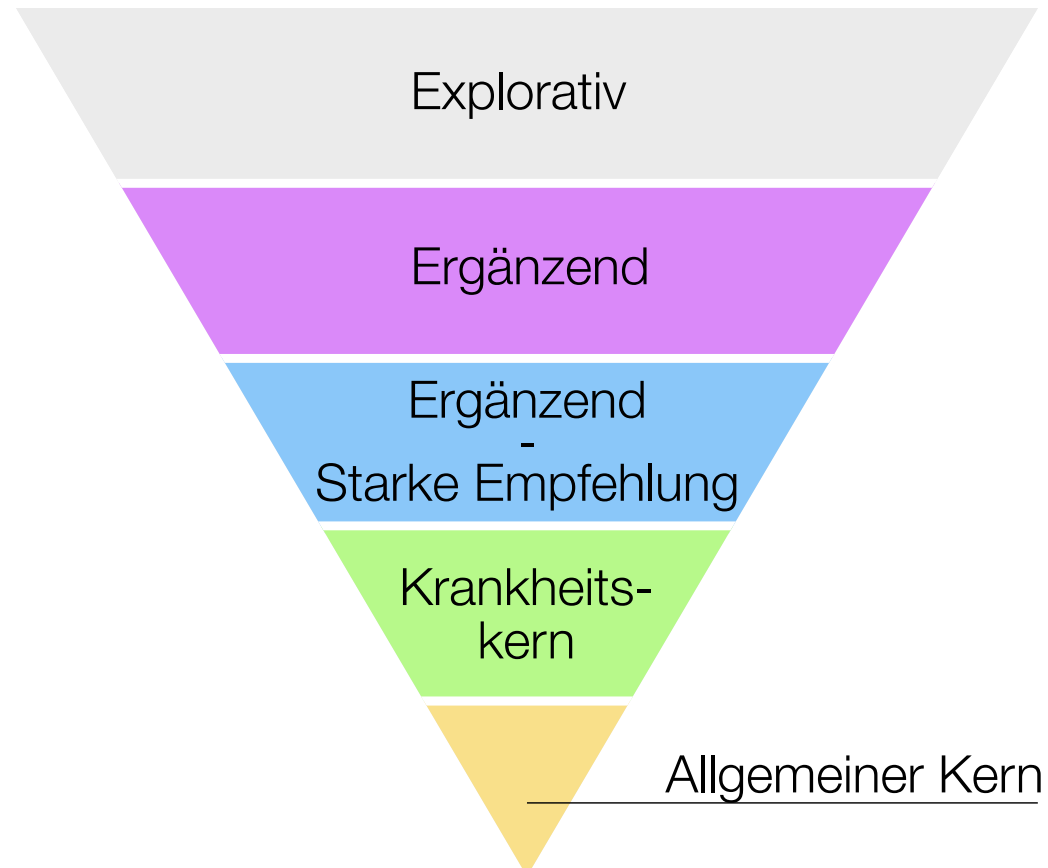 Explorativ
Ergänzend
Ergänzend
-
Starke Empfehlung
Krankheits-
kern
Allgemeiner Kern